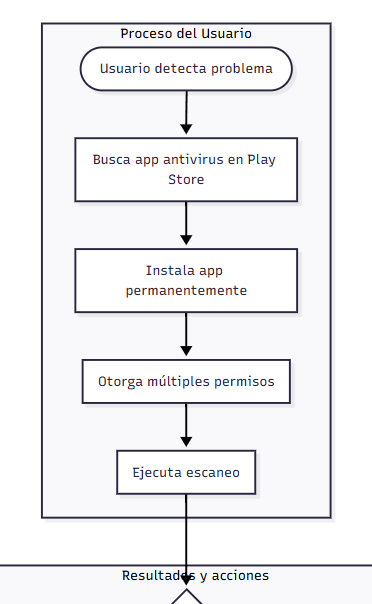 Proceso del Usuario
Usuario detecta problema
Busca app antivirus en Play
Store
Instala app
permanentemente
Otorga múltiples permisos
Ejecuta escaneo
Resultados y acciones